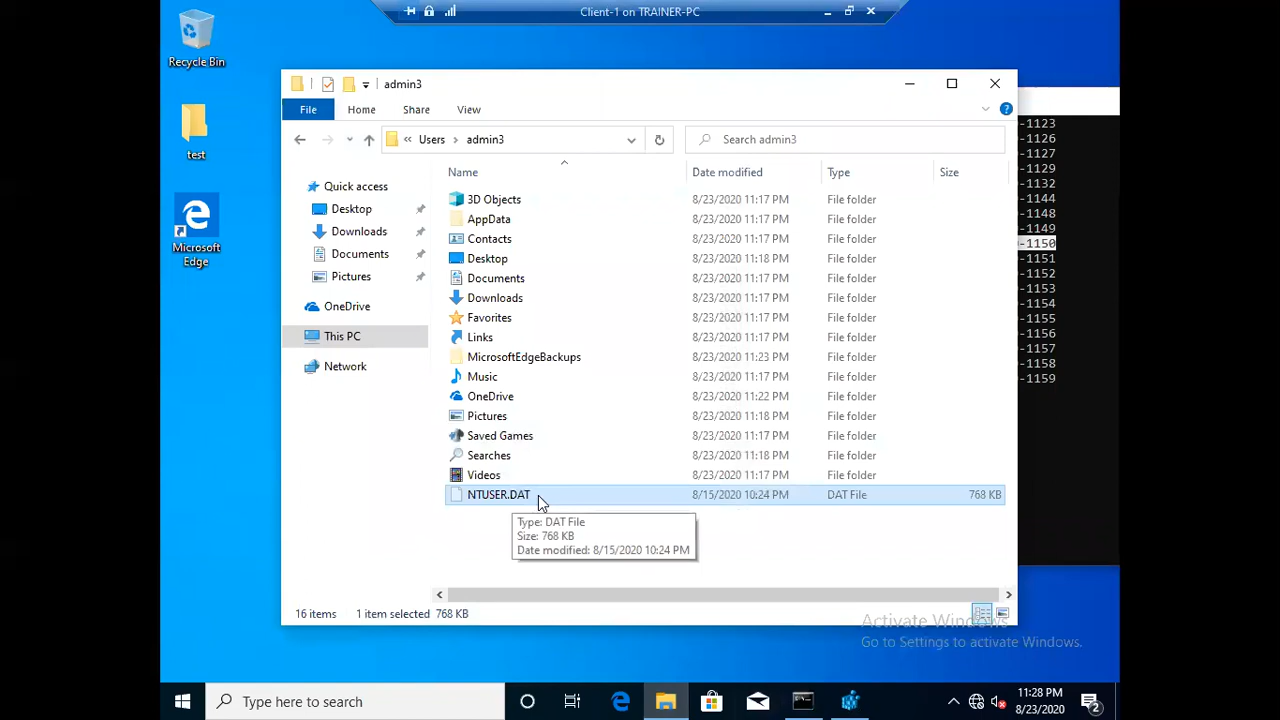 Client-1 on TRAINER-PC
Recycle Bin
test
Microsoft
Edge
admin3
File Home Share View
« Users > admin3
Search admin3
Quick access
Desktop
Downloads
Documents
Pictures
OneDrive
This PC
Network
Name Date modified Type Size
3D Objects 8/23/2020 11:17 PM File folder
AppData 8/23/2020 11:17 PM File folder
Contacts 8/23/2020 11:17 PM File folder
Desktop 8/23/2020 11:18 PM File folder
Documents 8/23/2020 11:17 PM File folder
Downloads 8/23/2020 11:17 PM File folder
Favorites 8/23/2020 11:17 PM File folder
Links 8/23/2020 11:17 PM File folder
MicrosoftEdgeBackups 8/23/2020 11:23 PM File folder
Music 8/23/2020 11:17 PM File folder
OneDrive 8/23/2020 11:22 PM File folder
Pictures 8/23/2020 11:18 PM File folder
Saved Games 8/23/2020 11:17 PM File folder
Searches 8/23/2020 11:18 PM File folder
Videos 8/23/2020 11:17 PM File folder
NTUSER.DAT 8/15/2020 10:24 PM DAT File 768 KB
Type: DAT File
Size: 768 KB
Date modified: 8/15/2020 10:24 PM
16 items 1 item selected 768 KB
-1123
-1126
-1127
-1129
-1132
-1144
-1148
-1149
-1150
-1151
-1152
-1153
-1154
-1155
-1156
-1157
-1158
-1159
Activate Windows
Go to Settings to activate Windows.
Type here to search
11:28 PM
8/23/2020
2